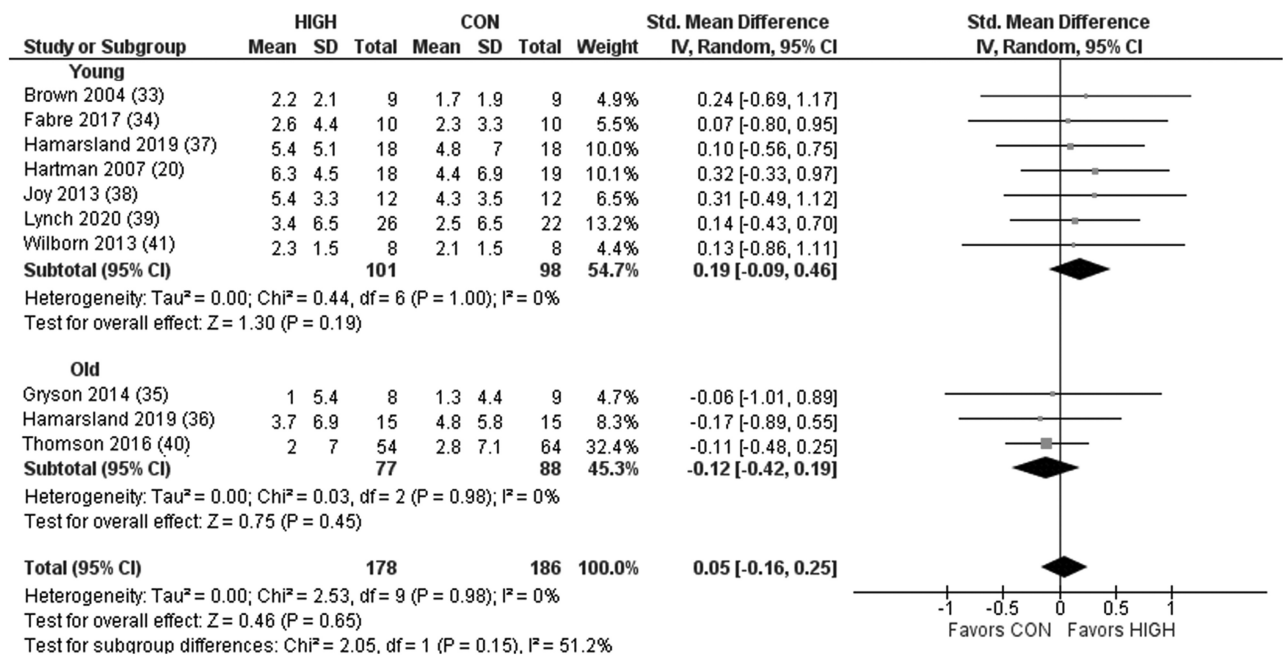 HIGH CON Std. Mean Difference Std. Mean Difference
Study or Subgroup Mean SD Total Mean SD Total Weight IV, Random, 95% CI IV, Random, 95% CI
Young
Brown 2004 (33) 2.2 2.1 9 1.7 1.9 9 4.9% 0.24 [-0.69, 1.17]
Fabre 2017 (34) 2.6 4.4 10 2.3 3.3 10 5.5% 0.07 [-0.80, 0.95]
Hamarsland 2019 (37) 5.4 5.1 18 4.8 7 18 10.0% 0.10 [-0.56, 0.75]
Hartman 2007 (20) 6.3 4.5 18 4.4 6.9 19 10.1% 0.32 [-0.33, 0.97]
Joy 2013 (38) 5.4 3.3 12 4.3 3.5 12 6.5% 0.31 [-0.49, 1.12]
Lynch 2020 (39) 3.4 6.5 26 2.5 6.5 22 13.2% 0.14 [-0.43, 0.70]
Wilborn 2013 (41) 2.3 1.5 8 2.1 1.5 8 4.4% 0.13 [-0.86, 1.11]
Subtotal (95% CI) 101 98 54.7% 0.19 [-0.09, 0.46]
Heterogeneity: Tau² = 0.00; Chi² = 0.44, df = 6 (P = 1.00); I² = 0%
Test for overall effect: Z = 1.30 (P = 0.19)
Old
Gryson 2014 (35) 1 5.4 8 1.3 4.4 9 4.7% -0.06 [-1.01, 0.89]
Hamarsland 2019 (36) 3.7 6.9 15 4.8 5.8 15 8.3% -0.17 [-0.89, 0.55]
Thomson 2016 (40) 2 7 54 2.8 7.1 64 32.4% -0.11 [-0.48, 0.25]
Subtotal (95% CI) 77 88 45.3% -0.12 [-0.42, 0.19]
Heterogeneity: Tau² = 0.00; Chi² = 0.03, df = 2 (P = 0.98); I² = 0%
Test for overall effect: Z = 0.75 (P = 0.45)
Total (95% CI) 178 186 100.0% 0.05 [-0.16, 0.25]
Heterogeneity: Tau² = 0.00; Chi² = 2.53, df = 9 (P = 0.98); I² = 0%
Test for overall effect: Z = 0.46 (P = 0.65)
Test for subgroup differences: Chi² = 2.05, df = 1 (P = 0.15), I² = 51.2%
-1 -0.5 0 0.5 1
Favors CON Favors HIGH